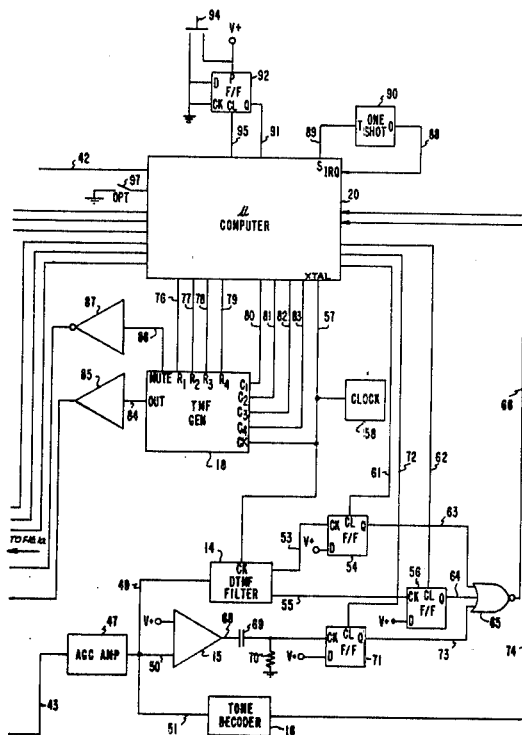 94
V+
92
D P
F/F
CK CL Q
90
ONE
T SHOT Q
95
91
89
88
S
IRQ
42
97
OPT
20
μ
COMPUTER
XTAL
76
77
78
79
80
81
82
83
57
87
86
85
84
MUTE R1 R2 R3 R4
OUT
TMF
GEN
C1
C2
C3
C4
CK
18
CLOCK
58
61
72
62
66
53
63
V+
CK CL Q
F/F
D
54
14
CK
DTMF
FILTER
49
55
56
CK CL Q
F/F
D
V+
64
65
47
AGC AMP
V+
50
15
68
69
70
CK CL Q
F/F
D
V+
71
73
74
43
51
TONE
DECODER
16